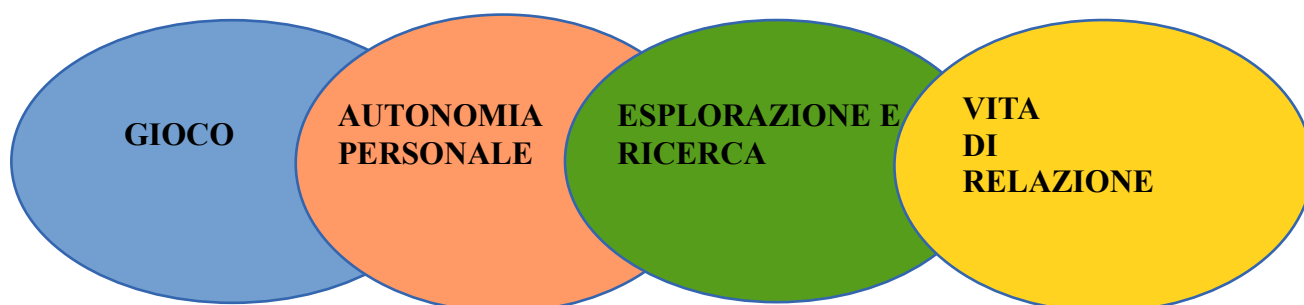 GIOCO
AUTONOMIA
PERSONALE
ESPLORAZIONE E
RICERCA
VITA
DI
RELAZIONE